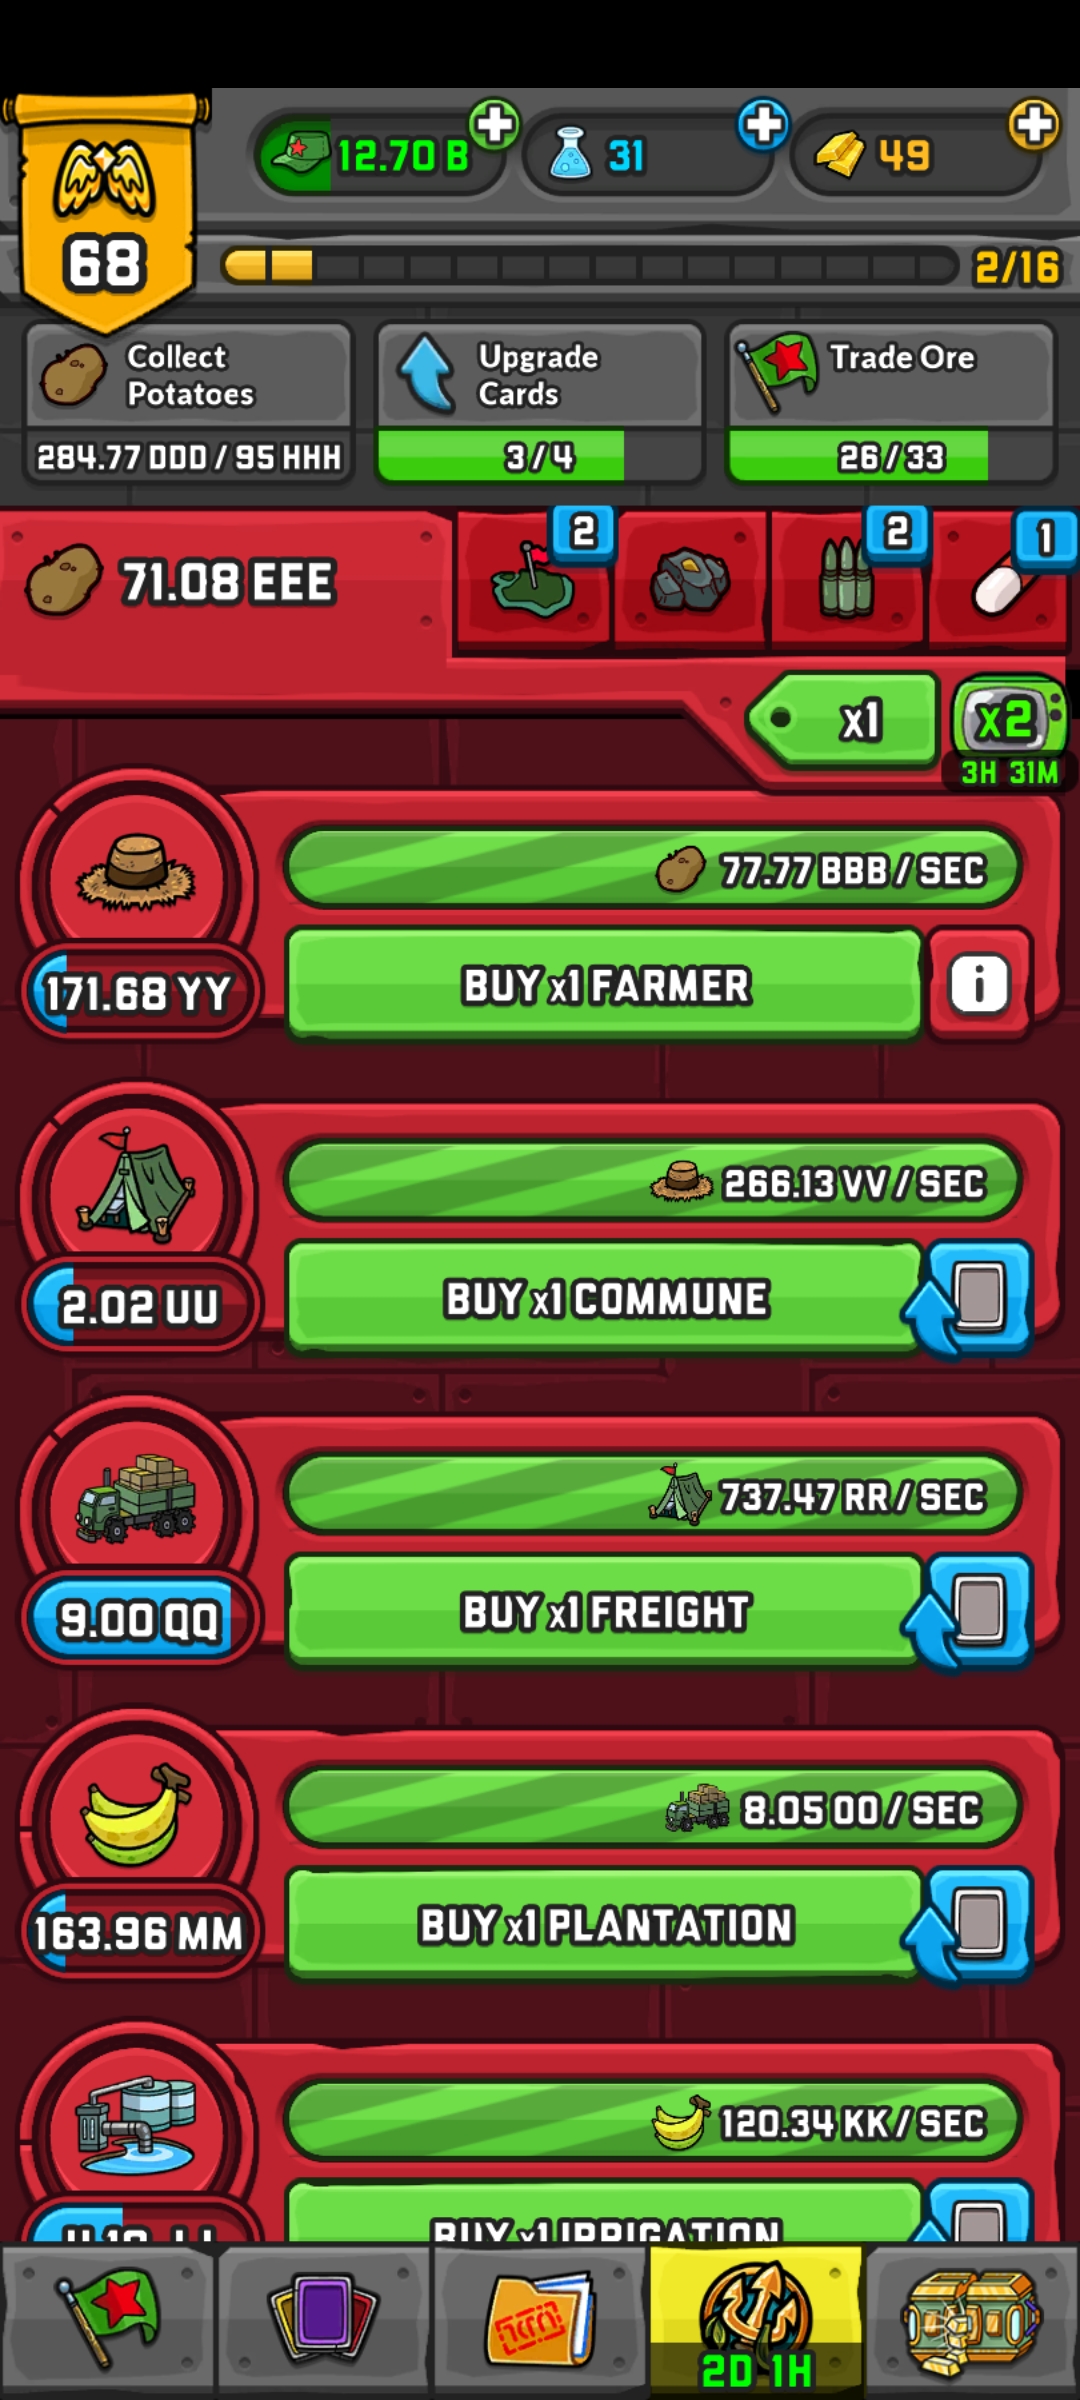 12.70 B
31
49
68
2/16
Collect
Potatoes
Upgrade
Cards
Trade Ore
284.77 DDD / 95 HHH
3/4
26/33
71.08 EEE
2
2
1
x1
x2
3H 31M
77.77 BBB / SEC
171.68 YY
BUY x1 FARMER
i
266.13 VV / SEC
2.02 UU
BUY x1 COMMUNE
737.47 RR / SEC
9.00 QQ
BUY x1 FREIGHT
8.05 OO / SEC
163.96 MM
BUY x1 PLANTATION
120.34 KK / SEC
BUY x1 IRRIGATION
2D 1H